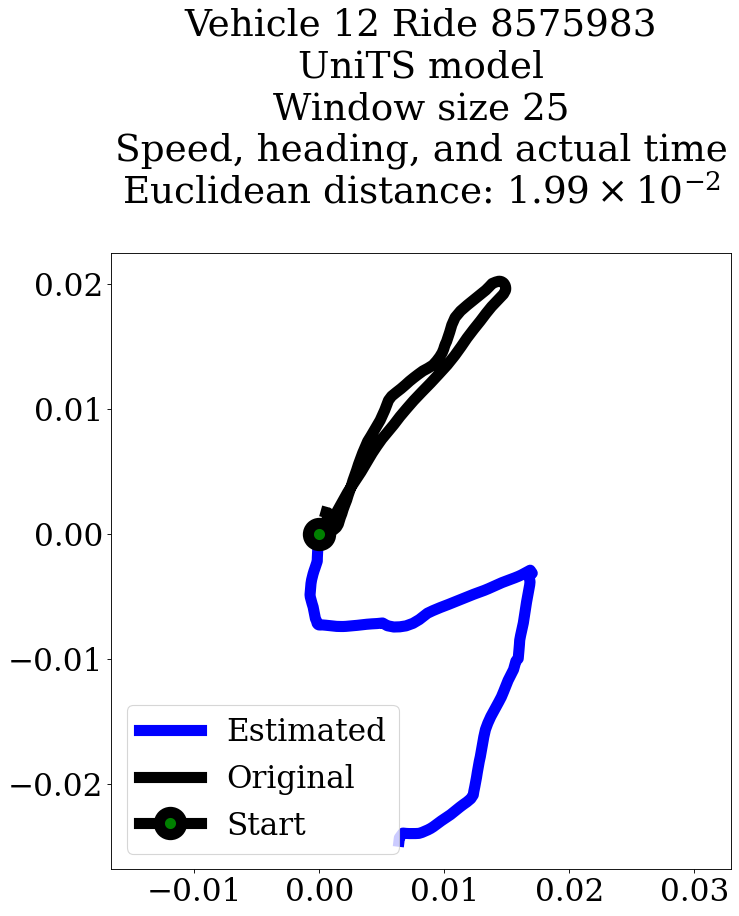 Vehicle 12 Ride 8575983
UniTS model
Window size 25
Speed, heading, and actual time
Euclidean distance: 1.99 × 10⁻²
0.02
0.01
0.00
−0.01
−0.02
Estimated
Original
Start
−0.01 0.00 0.01 0.02 0.03